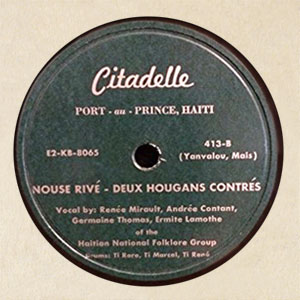 Citadelle
PORT - au - PRINCE, HAITI
E2-KB-8065
413-B
(Yanvalou, Mais)
NOUSE RIVÉ - DEUX HOUGANS CONTRÉS
Vocal by: Renée Mirault, Andrée Contant,
Germaine Thomas, Ermite Lamothe
of the
Haitian National Folklore Group
Drums: Ti Roro, Ti Marcel, Ti René